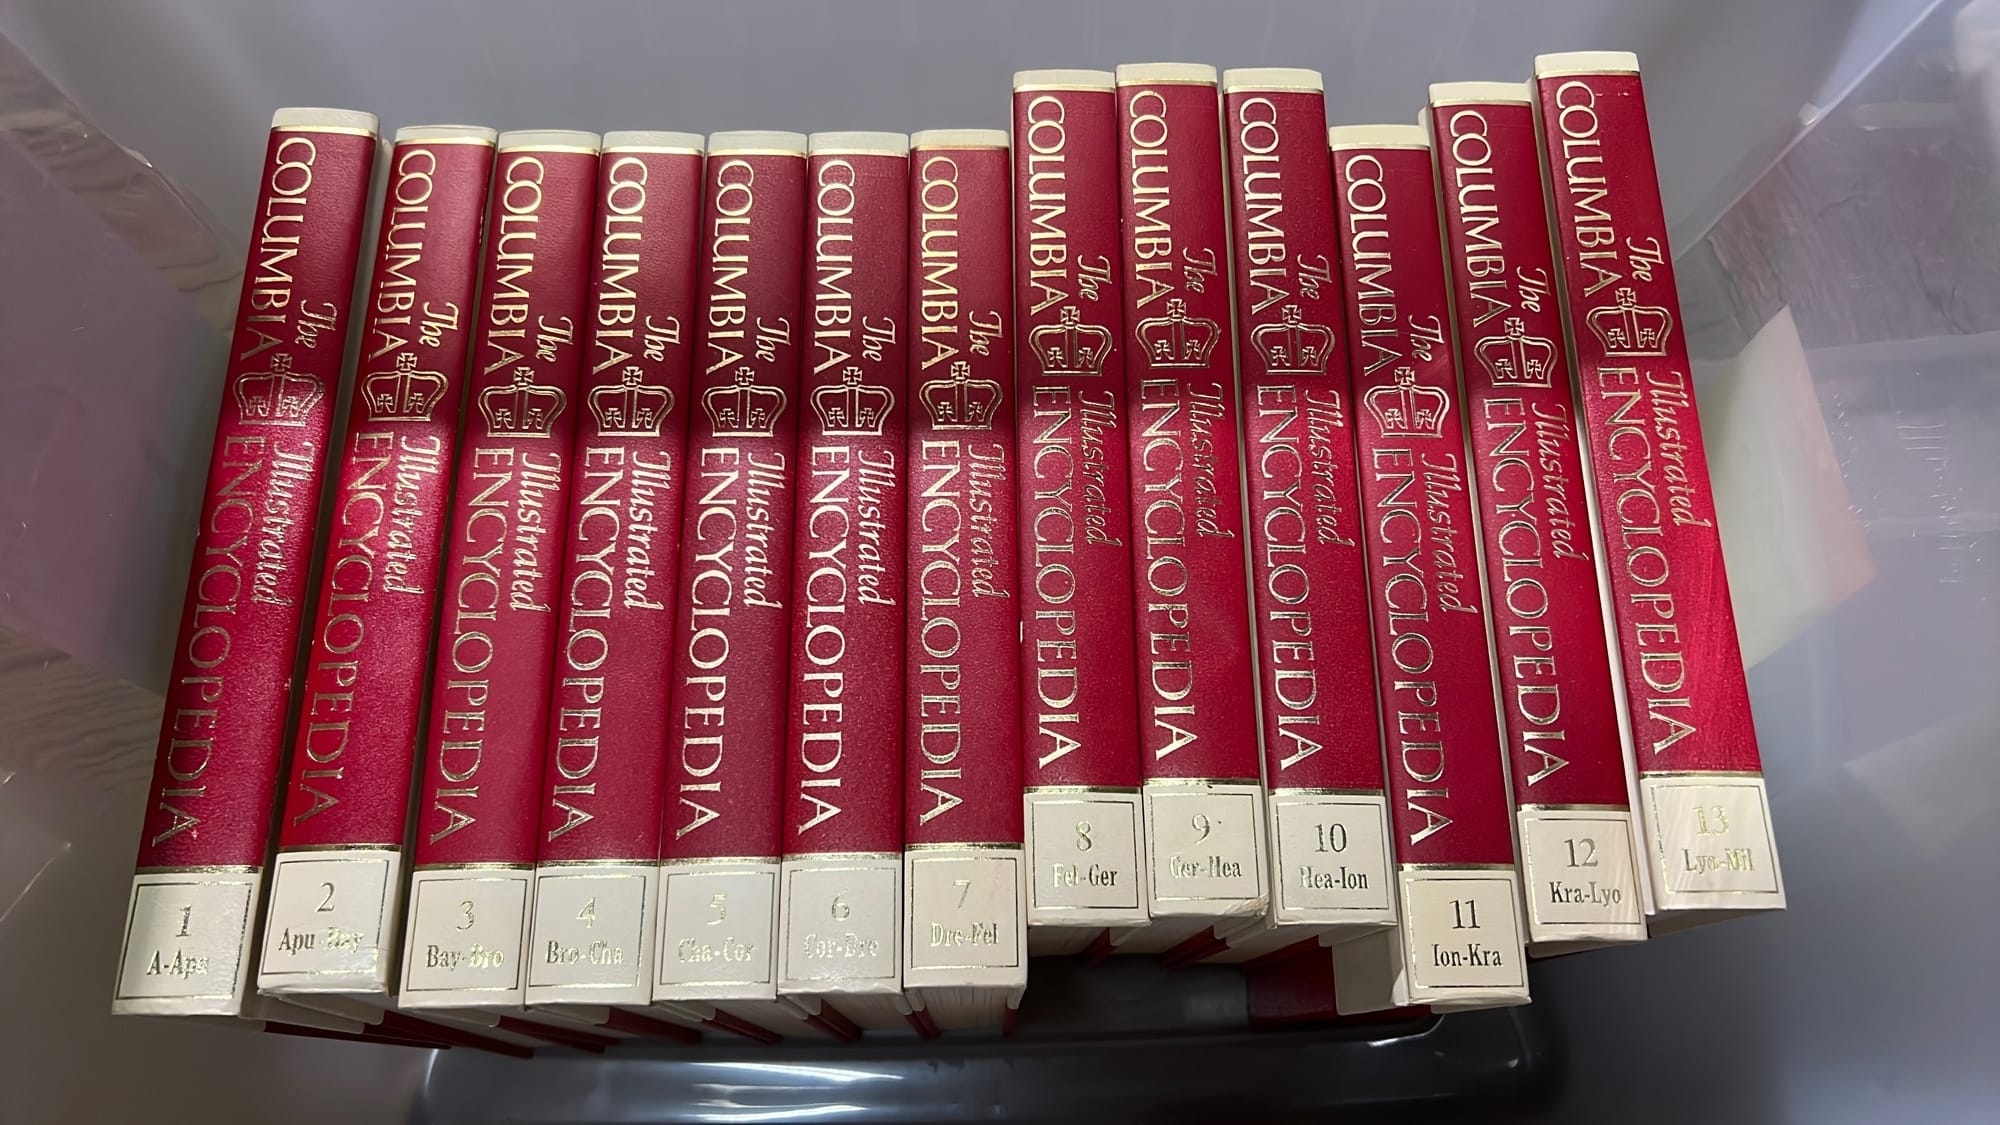 The Illustrated
COLUMBIA ENCYCLOPEDIA
1
A-Apu
The Illustrated
COLUMBIA ENCYCLOPEDIA
2
Apu-Bay
The Illustrated
COLUMBIA ENCYCLOPEDIA
3
Bay-Bro
The Illustrated
COLUMBIA ENCYCLOPEDIA
4
Bro-Cha
The Illustrated
COLUMBIA ENCYCLOPEDIA
5
Cha-Cor
The Illustrated
COLUMBIA ENCYCLOPEDIA
6
Cor-Dre
The Illustrated
COLUMBIA ENCYCLOPEDIA
7
Dre-Fel
The Illustrated
COLUMBIA ENCYCLOPEDIA
8
Fel-Ger
The Illustrated
COLUMBIA ENCYCLOPEDIA
9
Ger-Hea
The Illustrated
COLUMBIA ENCYCLOPEDIA
10
Hea-Ion
The Illustrated
COLUMBIA ENCYCLOPEDIA
11
Ion-Kra
The Illustrated
COLUMBIA ENCYCLOPEDIA
12
Kra-Lyo
The Illustrated
COLUMBIA ENCYCLOPEDIA
13
Lyo-Mil